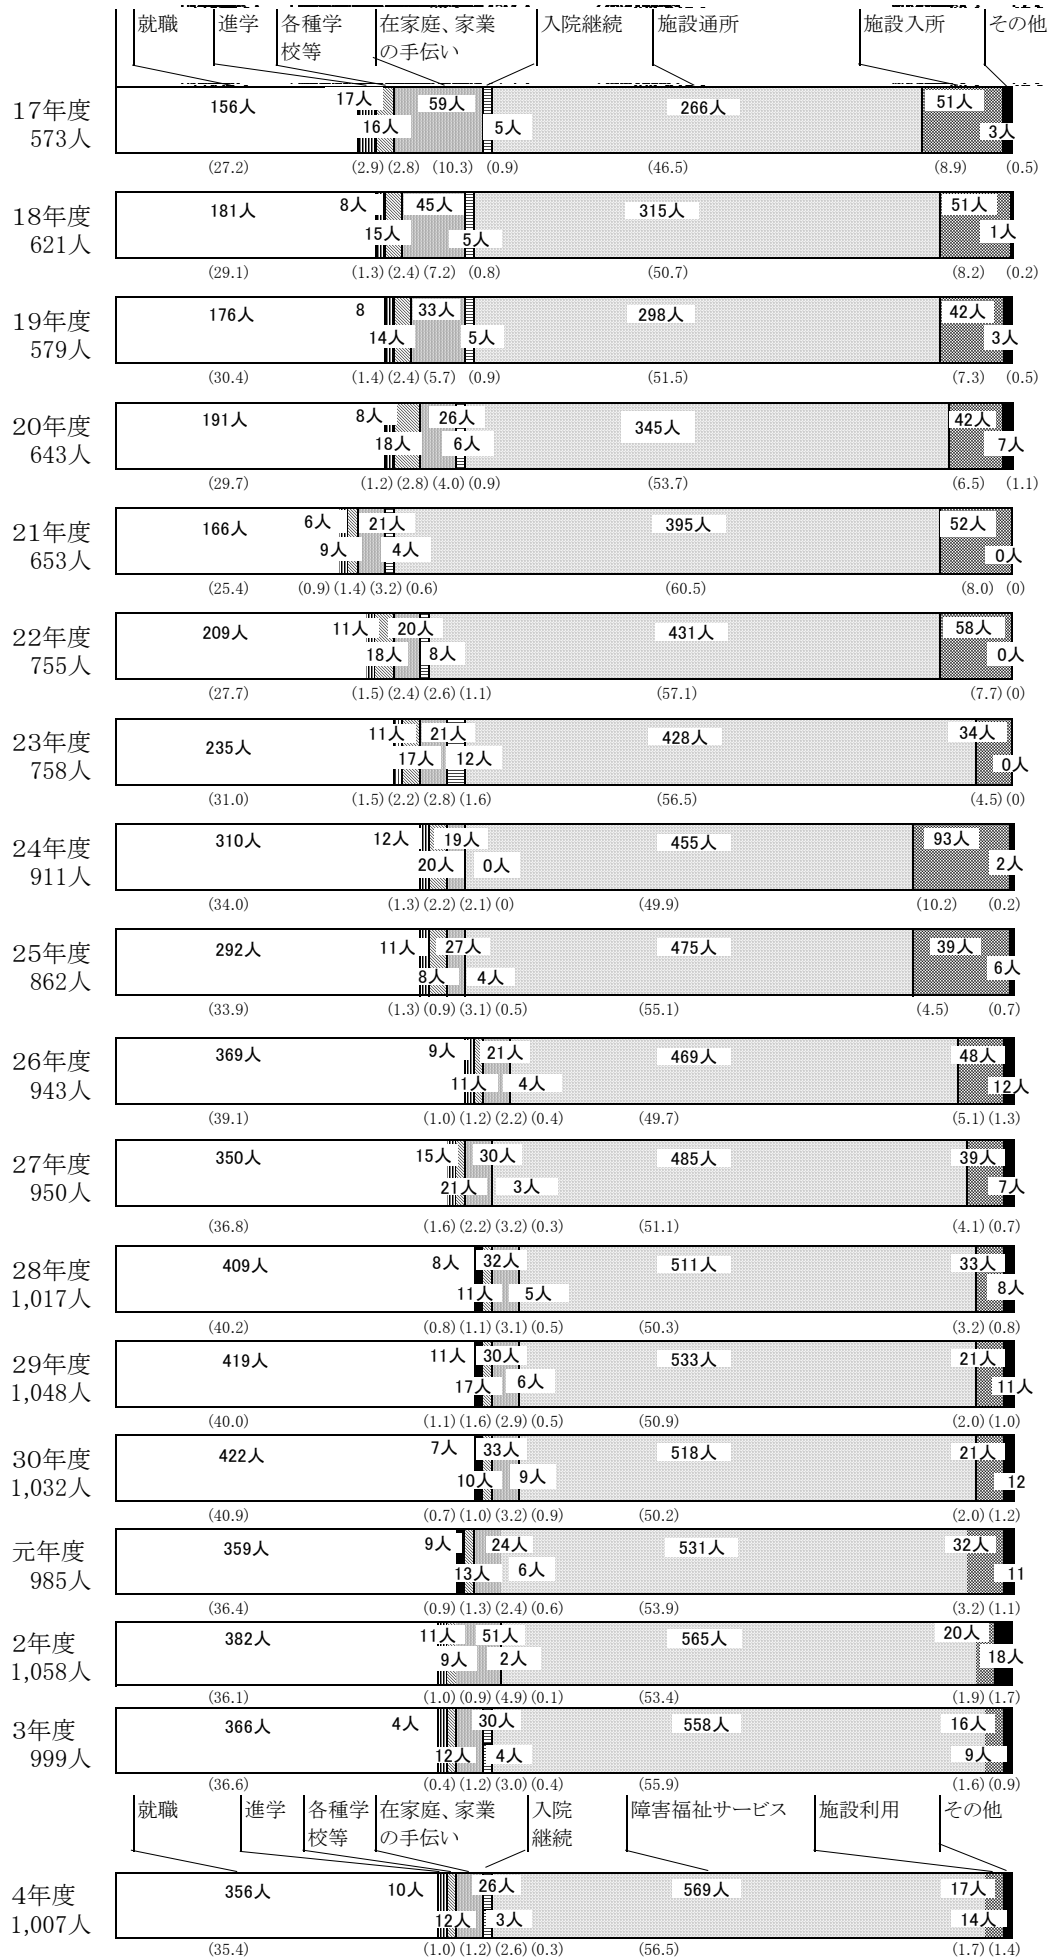 就職 進学 各種学 在家庭、家業 入院継続 施設通所 施設入所 その他
校等 の手伝い
17年度 156人 17人 59人 266人 51人
573人 16人 5人 3人
(27.2) (2.9) (2.8) (10.3) (0.9) (46.5) (8.9) (0.5)
18年度 181人 8人 45人 315人 51人
621人 15人 5人 1人
(29.1) (1.3) (2.4) (7.2) (0.8) (50.7) (8.2) (0.2)
19年度 176人 8 33人 298人 42人
579人 14人 5人 3人
(30.4) (1.4) (2.4) (5.7) (0.9) (51.5) (7.3) (0.5)
20年度 191人 8人 26人 345人 42人
643人 18人 6人 7人
(29.7) (1.2) (2.8) (4.0) (0.9) (53.7) (6.5) (1.1)
21年度 166人 6人 21人 395人 52人
653人 9人 4人 0人
(25.4) (0.9) (1.4) (3.2) (0.6) (60.5) (8.0) (0)
22年度 209人 11人 20人 431人 58人
755人 18人 8人 0人
(27.7) (1.5) (2.4) (2.6) (1.1) (57.1) (7.7) (0)
23年度 235人 11人 21人 428人 34人
758人 17人 12人 0人
(31.0) (1.5) (2.2) (2.8) (1.6) (56.5) (4.5) (0)
24年度 310人 12人 19人 455人 93人
911人 20人 0人 2人
(34.0) (1.3) (2.2) (2.1) (0) (49.9) (10.2) (0.2)
25年度 292人 11人 27人 475人 39人
862人 8人 4人 6人
(33.9) (1.3) (0.9) (3.1) (0.5) (55.1) (4.5) (0.7)
26年度 369人 9人 21人 469人 48人
943人 11人 4人 12人
(39.1) (1.0) (1.2) (2.2) (0.4) (49.7) (5.1) (1.3)
27年度 350人 15人 30人 485人 39人
950人 21人 3人 7人
(36.8) (1.6) (2.2) (3.2) (0.3) (51.1) (4.1) (0.7)
28年度 409人 8人 32人 511人 33人
1,017人 11人 5人 8人
(40.2) (0.8) (1.1) (3.1) (0.5) (50.3) (3.2) (0.8)
29年度 419人 11人 30人 533人 21人
1,048人 17人 6人 11人
(40.0) (1.1) (1.6) (2.9) (0.5) (50.9) (2.0) (1.0)
30年度 422人 7人 33人 518人 21人
1,032人 10人 9人 12
(40.9) (0.7) (1.0) (3.2) (0.9) (50.2) (2.0) (1.2)
元年度 359人 9人 24人 531人 32人
985人 13人 6人 11
(36.4) (0.9) (1.3) (2.4) (0.6) (53.9) (3.2) (1.1)
2年度 382人 11人 51人 565人 20人
1,058人 9人 2人 18人
(36.1) (1.0) (0.9) (4.9) (0.1) (53.4) (1.9) (1.7)
3年度 366人 4人 30人 558人 16人
999人 12人 4人 9人
(36.6) (0.4) (1.2) (3.0) (0.4) (55.9) (1.6) (0.9)
就職 進学 各種学 在家庭、家業 入院 障害福祉サービス 施設利用 その他
校等 の手伝い 継続
4年度 356人 10人 26人 569人 17人
1,007人 12人 3人 14人
(35.4) (1.0) (1.2) (2.6) (0.3) (56.5) (1.7) (1.4)